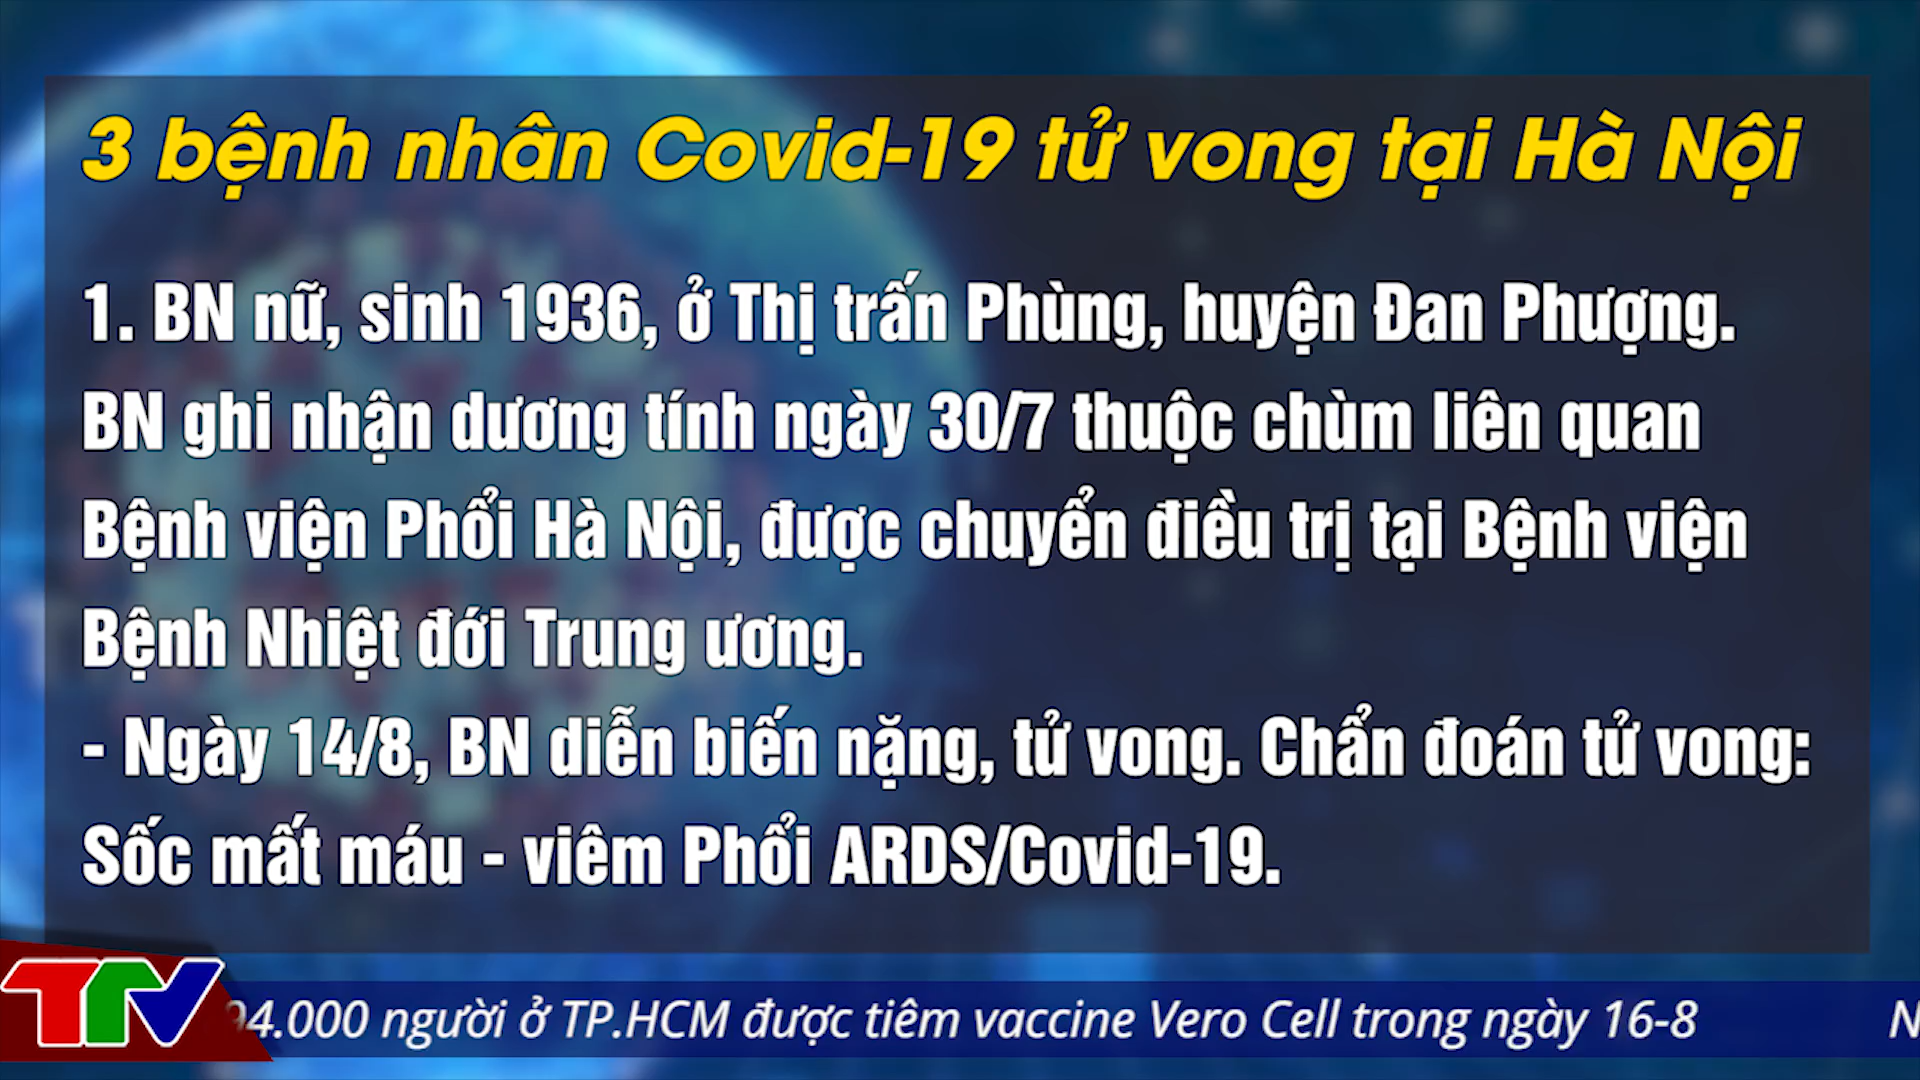 3 bệnh nhân Covid-19 tử vong tại Hà Nội
1. BN nữ, sinh 1936, ở Thị trấn Phùng, huyện Đan Phượng.
BN ghi nhận dương tính ngày 30/7 thuộc chùm liên quan
Bệnh viện Phổi Hà Nội, được chuyển điều trị tại Bệnh viện
Bệnh Nhiệt đới Trung ương.
- Ngày 14/8, BN diễn biến nặng, tử vong. Chẩn đoán tử vong:
Sốc mất máu - viêm Phổi ARDS/Covid-19.
TTV
94.000 người ở TP.HCM được tiêm vaccine Vero Cell trong ngày 16-8 N